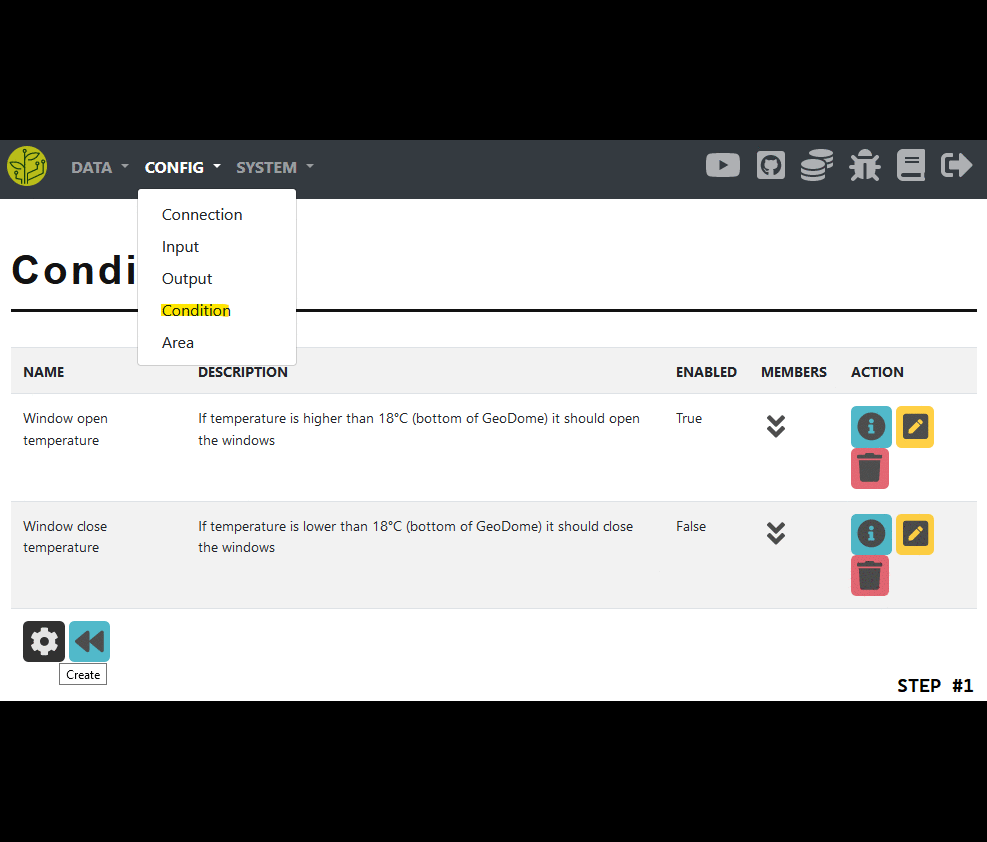 DATA CONFIG SYSTEM
Connection
Input
Output
Condition
Area
Condi
NAME DESCRIPTION ENABLED MEMBERS ACTION
Window open temperature
If temperature is higher than 18°C (bottom of GeoDome) it should open
the windows
True
Window close temperature
If temperature is lower than 18°C (bottom of GeoDome) it should close
the windows
False
Create
STEP #1